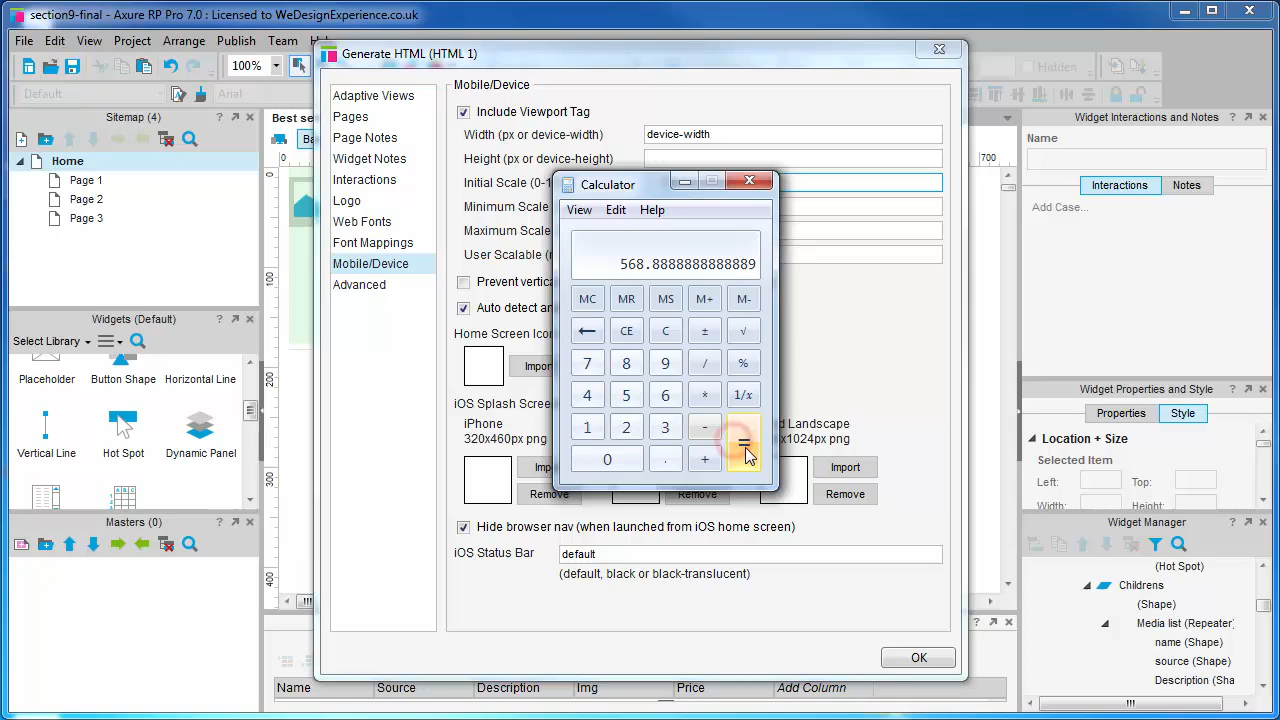 section9-final - Axure RP Pro 7.0 : Licensed to WeDesignExperience.co.uk
File Edit View Project Arrange Publish Team
Generate HTML (HTML 1)
100%
Hidden
Default
Arial
Sitemap (4)
Home
Page 1
Page 2
Page 3
Widgets (Default)
Select Library
Placeholder Button Shape Horizontal Line
Vertical Line Hot Spot Dynamic Panel
Masters (0)
Best se
Ba
0
700
0
100
200
300
400
Adaptive Views
Pages
Page Notes
Widget Notes
Interactions
Logo
Web Fonts
Font Mappings
Mobile/Device
Advanced
Mobile/Device
Include Viewport Tag
Width (px or device-width) device-width
Height (px or device-height)
Initial Scale (0-1
Minimum Scale
Maximum Scale
User Scalable (n
Prevent vertica
Auto detect an
Home Screen Icon
Import
iOS Splash Screen
iPhone
320x460px png
d Landscape
x1024px png
Import
Import
Remove
Remove
Remove
Hide browser nav (when launched from iOS home screen)
iOS Status Bar default
(default, black or black-translucent)
OK
Calculator
View Edit Help
568.8888888888889
MC MR MS M+ M-
← CE C ± √
7 8 9 / %
4 5 6 * 1/x
1 2 3 - =
0 . +
Name Source Description Img Price Add Column
Widget Interactions and Notes
Name
Interactions Notes
Add Case...
Widget Properties and Style
Properties Style
Location + Size
Selected Item
Left: Top:
Width: Height:
Widget Manager
(Hot Spot)
Childrens
(Shape)
Media list (Repeater)
name (Shape)
source (Shape)
Description (Sha